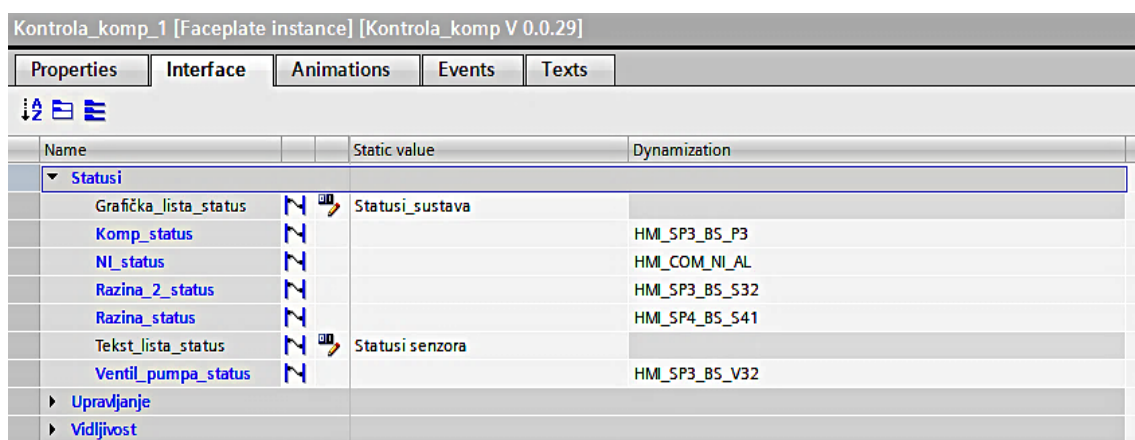 Kontrola_komp_1 [Faceplate instance] [Kontrola_komp V 0.0.29]
Properties Interface Animations Events Texts
Name Static value Dynamization
Statusi
Grafička_lista_status Statusi_sustava
Komp_status HMI_SP3_BS_P3
NI_status HMI_COM_NI_AL
Razina_2_status HMI_SP3_BS_S32
Razina_status HMI_SP4_BS_S41
Tekst_lista_status Statusi senzora
Ventil_pumpa_status HMI_SP3_BS_V32
Upravljanje
Vidljivost